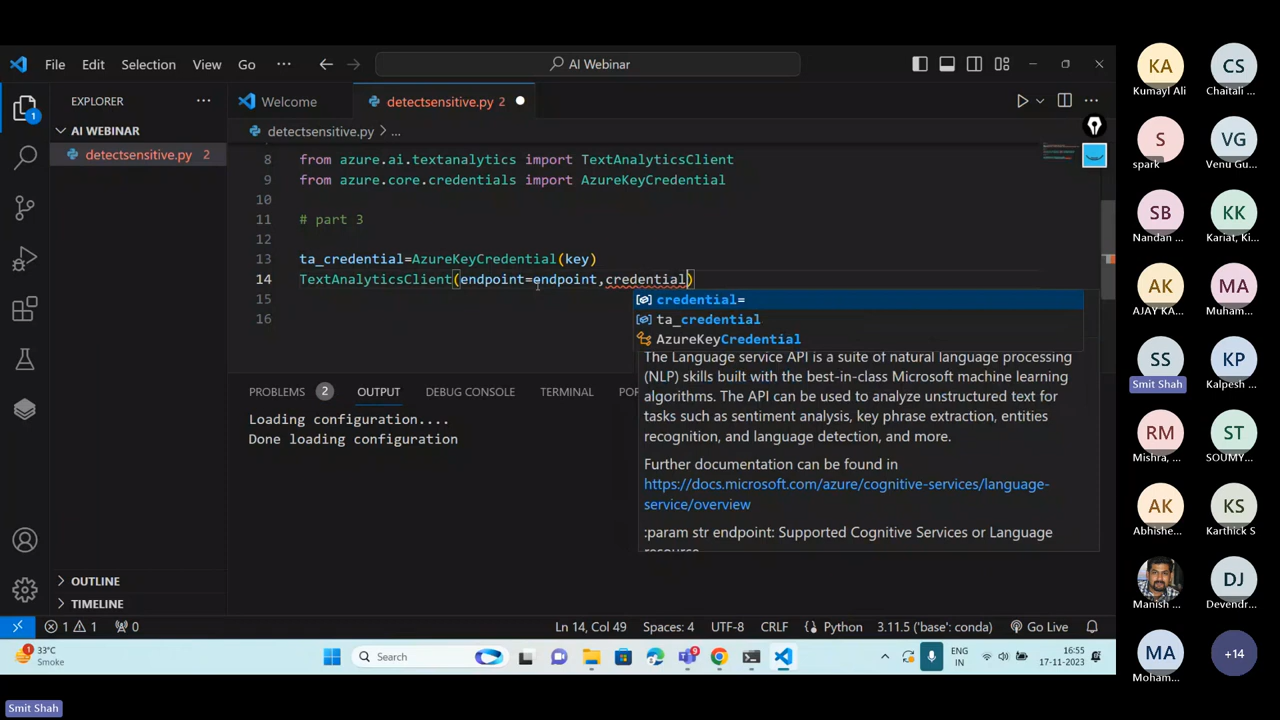 File Edit Selection View Go ··· AI Webinar
EXPLORER ···
Welcome
detectsensitive.py 2
1
AI WEBINAR
detectsensitive.py 2
detectsensitive.py > ...
8 from azure.ai.textanalytics import TextAnalyticsClient
9 from azure.core.credentials import AzureKeyCredential
10
11 # part 3
12
13 ta_credential=AzureKeyCredential(key)
14 TextAnalyticsClient(endpoint=endpoint,credential)
15
16
credential=
ta_credential
AzureKeyCredential
The Language service API is a suite of natural language processing
(NLP) skills built with the best-in-class Microsoft machine learning
algorithms. The API can be used to analyze unstructured text for
tasks such as sentiment analysis, key phrase extraction, entities
recognition, and language detection, and more.
Further documentation can be found in
https://docs.microsoft.com/azure/cognitive-services/language-
service/overview
:param str endpoint: Supported Cognitive Services or Language
PROBLEMS 2 OUTPUT DEBUG CONSOLE TERMINAL
Loading configuration....
Done loading configuration
OUTLINE
TIMELINE
1 1 0 Ln 14, Col 49 Spaces: 4 UTF-8 CRLF Python 3.11.5 ('base': conda) Go Live
33°C
Smoke
1
Search
9
ENG
IN
16:55
17-11-2023
KA CS
Kumayl Ali Chaitali ...
S VG
spark Venu Gu...
SB KK
Nandan ... Kariat, Ki...
AK MA
AJAY KA... Muham...
SS KP
Smit Shah Kalpesh ...
RM ST
Mishra, ... SOUMY...
AK KS
Abhishe... Karthick S
DJ
Manish ... Devendr...
MA +14
Moham...
Smit Shah